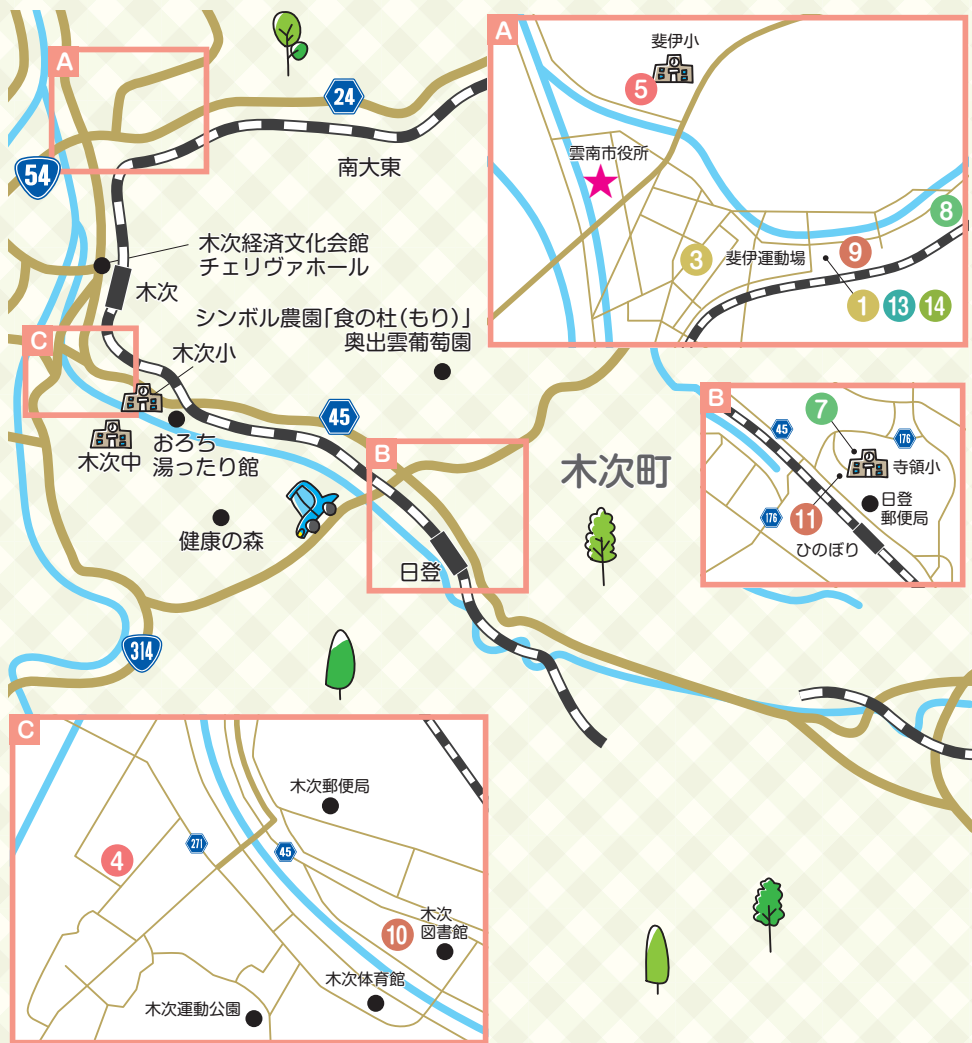 A
24
54
南大東
木次経済文化会館
チェリヴァホール
木次
シンボル農園「食の杜(もり)」
奥出雲葡萄園
C
木次小
45
木次中
おろち
湯ったり館
B
健康の森
日登
木次町
314
A
斐伊小
5
雲南市役所
3
斐伊運動場
9
8
1
13
14
B
7
45
176
寺領小
日登
郵便局
176
11
ひのぼり
C
木次郵便局
4
271
45
10
木次
図書館
木次体育館
木次運動公園